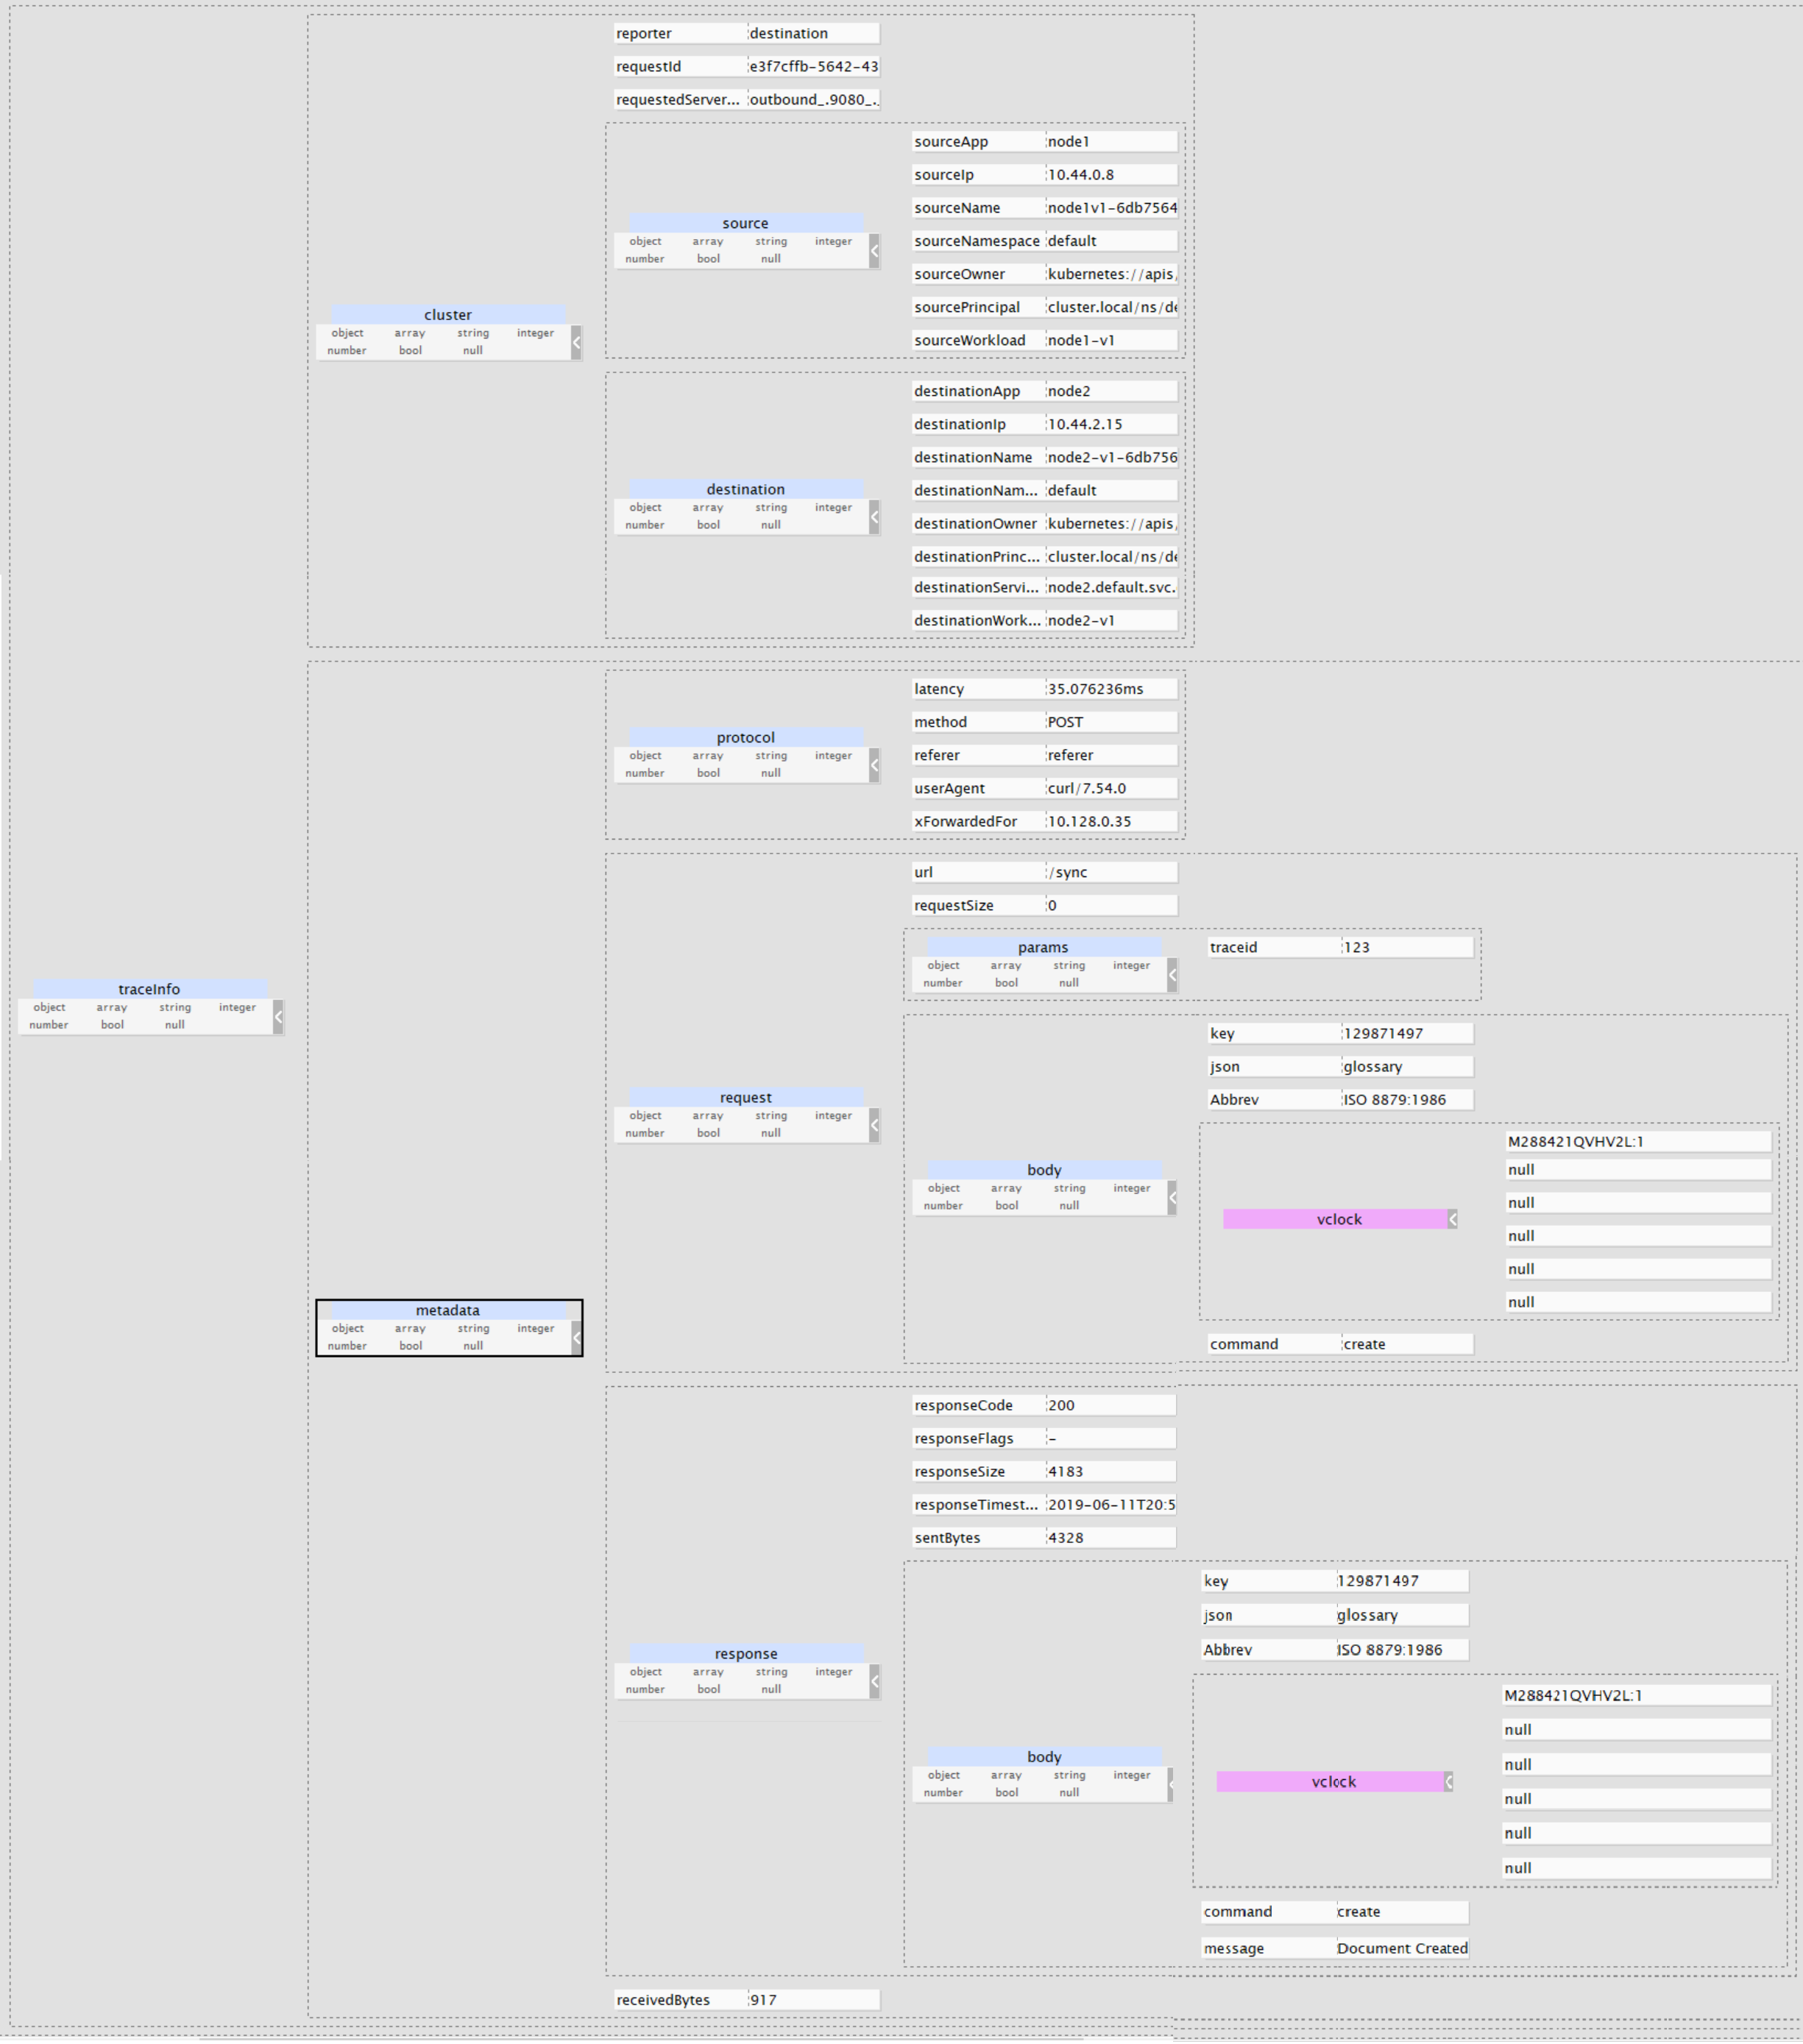 reporter destination
requestId e3f7cffb-5642-43
requestedServer... outbound_.9080_._
sourceApp node1
sourceIp 10.44.0.8
sourceName node1v1-6db7564
source
object array string integer
number bool null
sourceNamespace default
sourceOwner kubernetes://apis,
sourcePrincipal cluster.local/ns/de
sourceWorkload node1-v1
cluster
object array string integer
number bool null
destinationApp node2
destinationIp 10.44.2.15
destinationName node2-v1-6db756
destination
object array string integer
number bool null
destinationNam... default
destinationOwner kubernetes://apis,
destinationPrinc... cluster.local/ns/de
destinationServi... node2.default.svc.
destinationWork... node2-v1
latency 35.076236ms
method POST
protocol
object array string integer
number bool null
referer referer
userAgent curl/7.54.0
xForwardedFor 10.128.0.35
url /sync
requestSize 0
params
object array string integer
number bool null
traceid 123
traceInfo
object array string integer
number bool null
key 129871497
json glossary
Abbrev ISO 8879:1986
request
object array string integer
number bool null
body
object array string integer
number bool null
M288421QVHV2L:1
null
null
vclock
null
null
null
command create
metadata
object array string integer
number bool null
responseCode 200
responseFlags -
responseSize 4183
responseTimest... 2019-06-11T20:5
sentBytes 4328
key 129871497
json glossary
Abbrev ISO 8879:1986
response
object array string integer
number bool null
body
object array string integer
number bool null
M288421QVHV2L:1
null
null
vclock
null
null
null
command create
message Document Created
receivedBytes 917